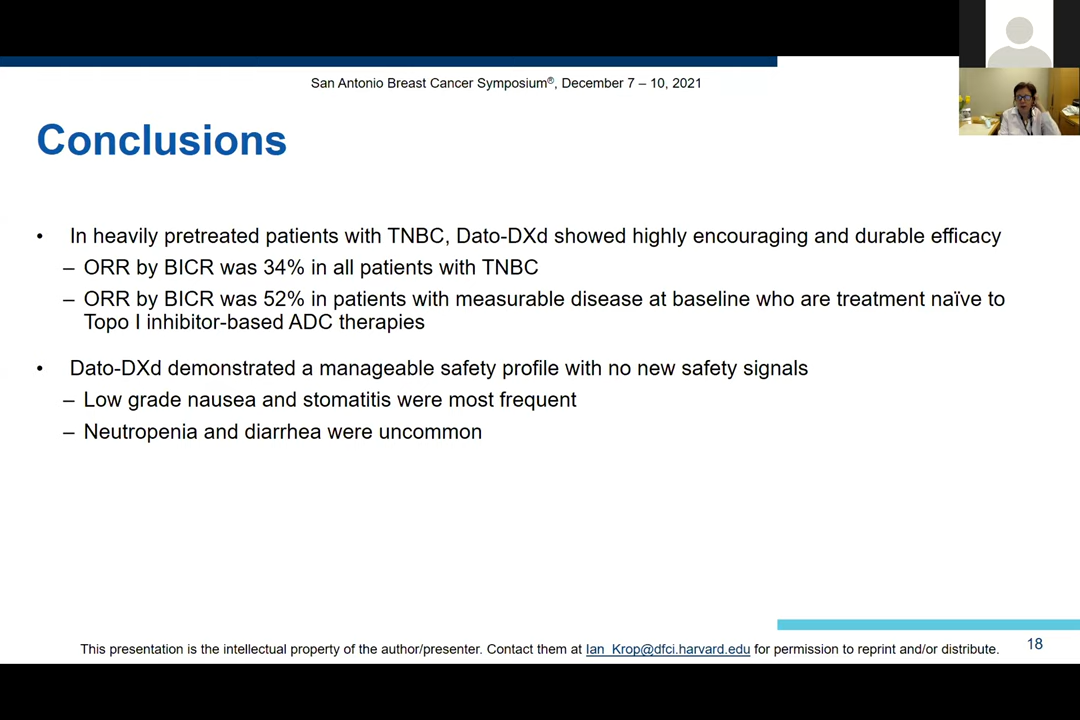 San Antonio Breast Cancer Symposium®, December 7 – 10, 2021
Conclusions
• In heavily pretreated patients with TNBC, Dato-DXd showed highly encouraging and durable efficacy
– ORR by BICR was 34% in all patients with TNBC
– ORR by BICR was 52% in patients with measurable disease at baseline who are treatment naïve to
Topo I inhibitor-based ADC therapies
• Dato-DXd demonstrated a manageable safety profile with no new safety signals
– Low grade nausea and stomatitis were most frequent
– Neutropenia and diarrhea were uncommon
This presentation is the intellectual property of the author/presenter. Contact them at Ian_Krop@dfci.harvard.edu for permission to reprint and/or distribute.
18